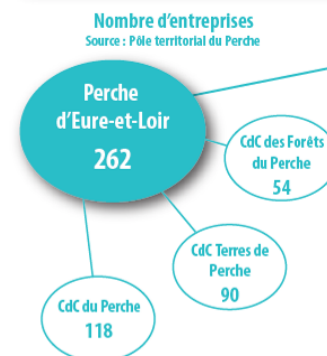 Nombre d'entreprises
Source : Pôle territorial du Perche
Perche
d'Eure-et-Loir
262
CdC des Forêts
du Perche
54
CdC Terres de
Perche
90
CdC du Perche
118